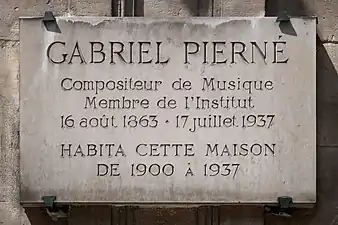 GABRIEL PIERNÉ
Compositeur de Musique
Membre de l'Institut
16 août 1863 • 17 juillet 1937
HABITA CETTE MAISON
DE 1900 À 1937